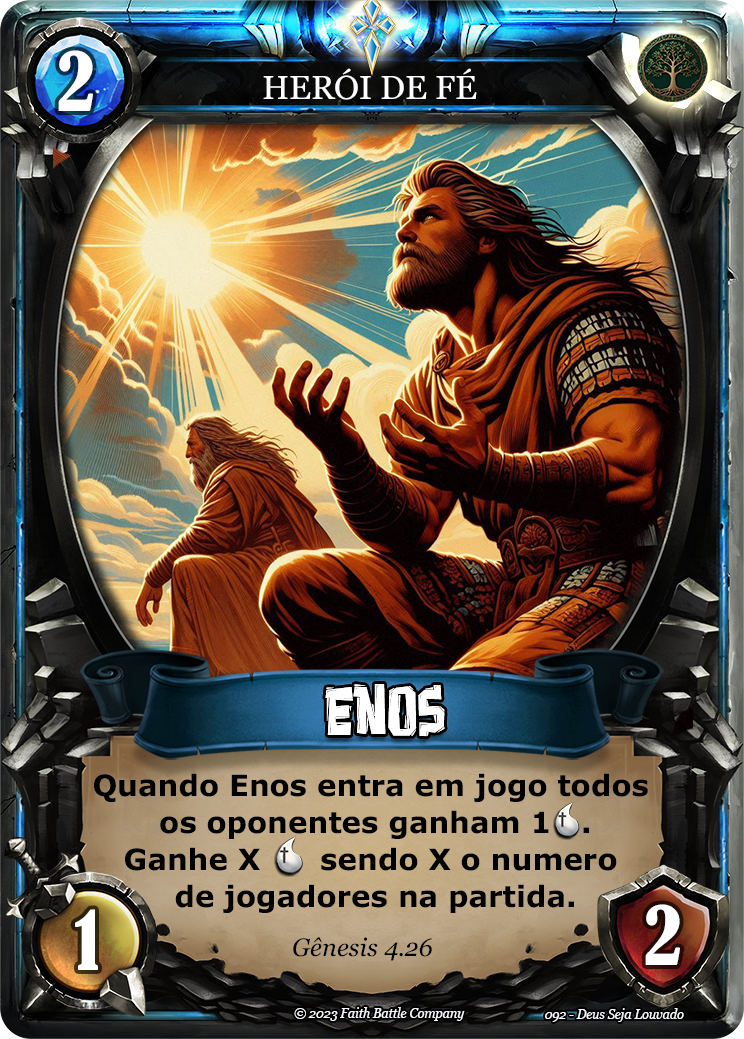 2
HERÓI DE FÉ
ENOS
Quando Enos entra em jogo todos
os oponentes ganham 1 .
Ganhe X sendo X o numero
de jogadores na partida.
Gênesis 4.26
1
2
© 2023 Faith Battle Company
092 - Deus Seja Louvado